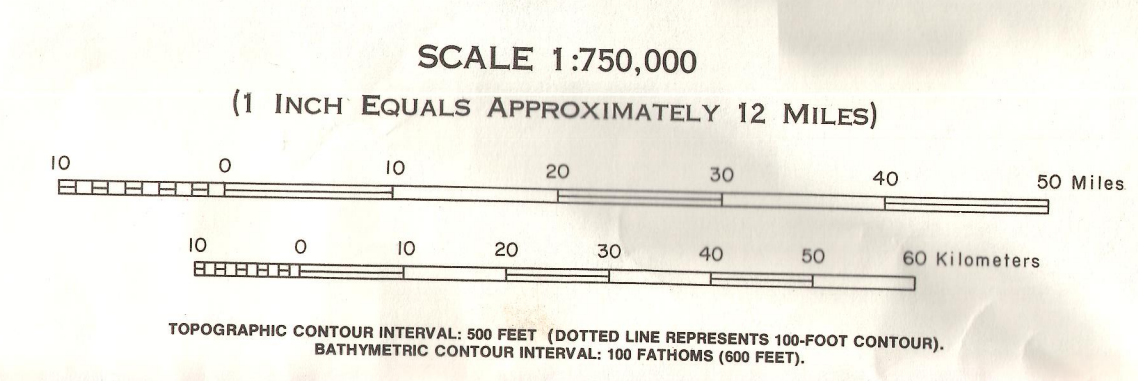 SCALE 1:750,000
(1 INCH EQUALS APPROXIMATELY 12 MILES)
10 0 10 20 30 40 50 Miles
10 0 10 20 30 40 50 60 Kilometers
TOPOGRAPHIC CONTOUR INTERVAL: 500 FEET (DOTTED LINE REPRESENTS 100-FOOT CONTOUR).
BATHYMETRIC CONTOUR INTERVAL: 100 FATHOMS (600 FEET).